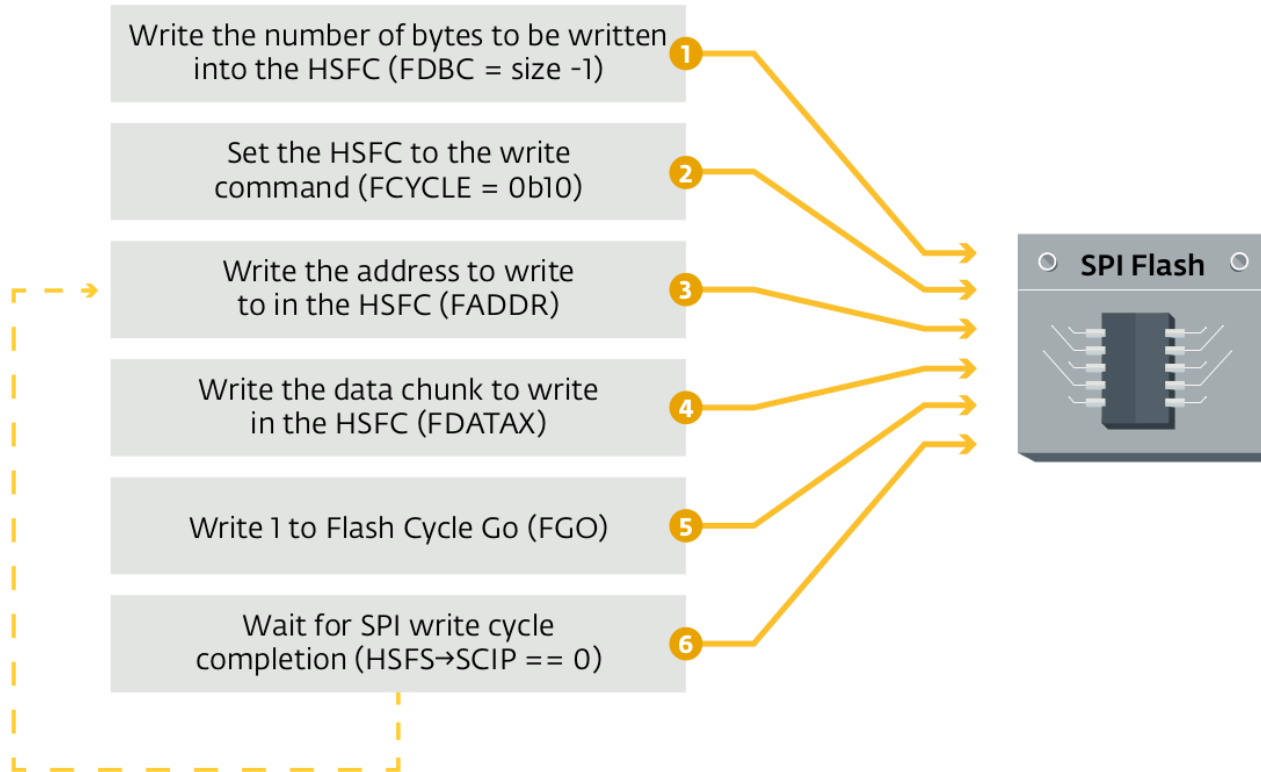 Write the number of bytes to be written
into the HSFC (FDBC = size -1)
1
Set the HSFC to the write
command (FCYCLE = 0b10)
2
Write the address to write
to in the HSFC (FADDR)
3
Write the data chunk to write
in the HSFC (FDATAX)
4
Write 1 to Flash Cycle Go (FGO)
5
Wait for SPI write cycle
completion (HSFS→SCIP == 0)
6
SPI Flash